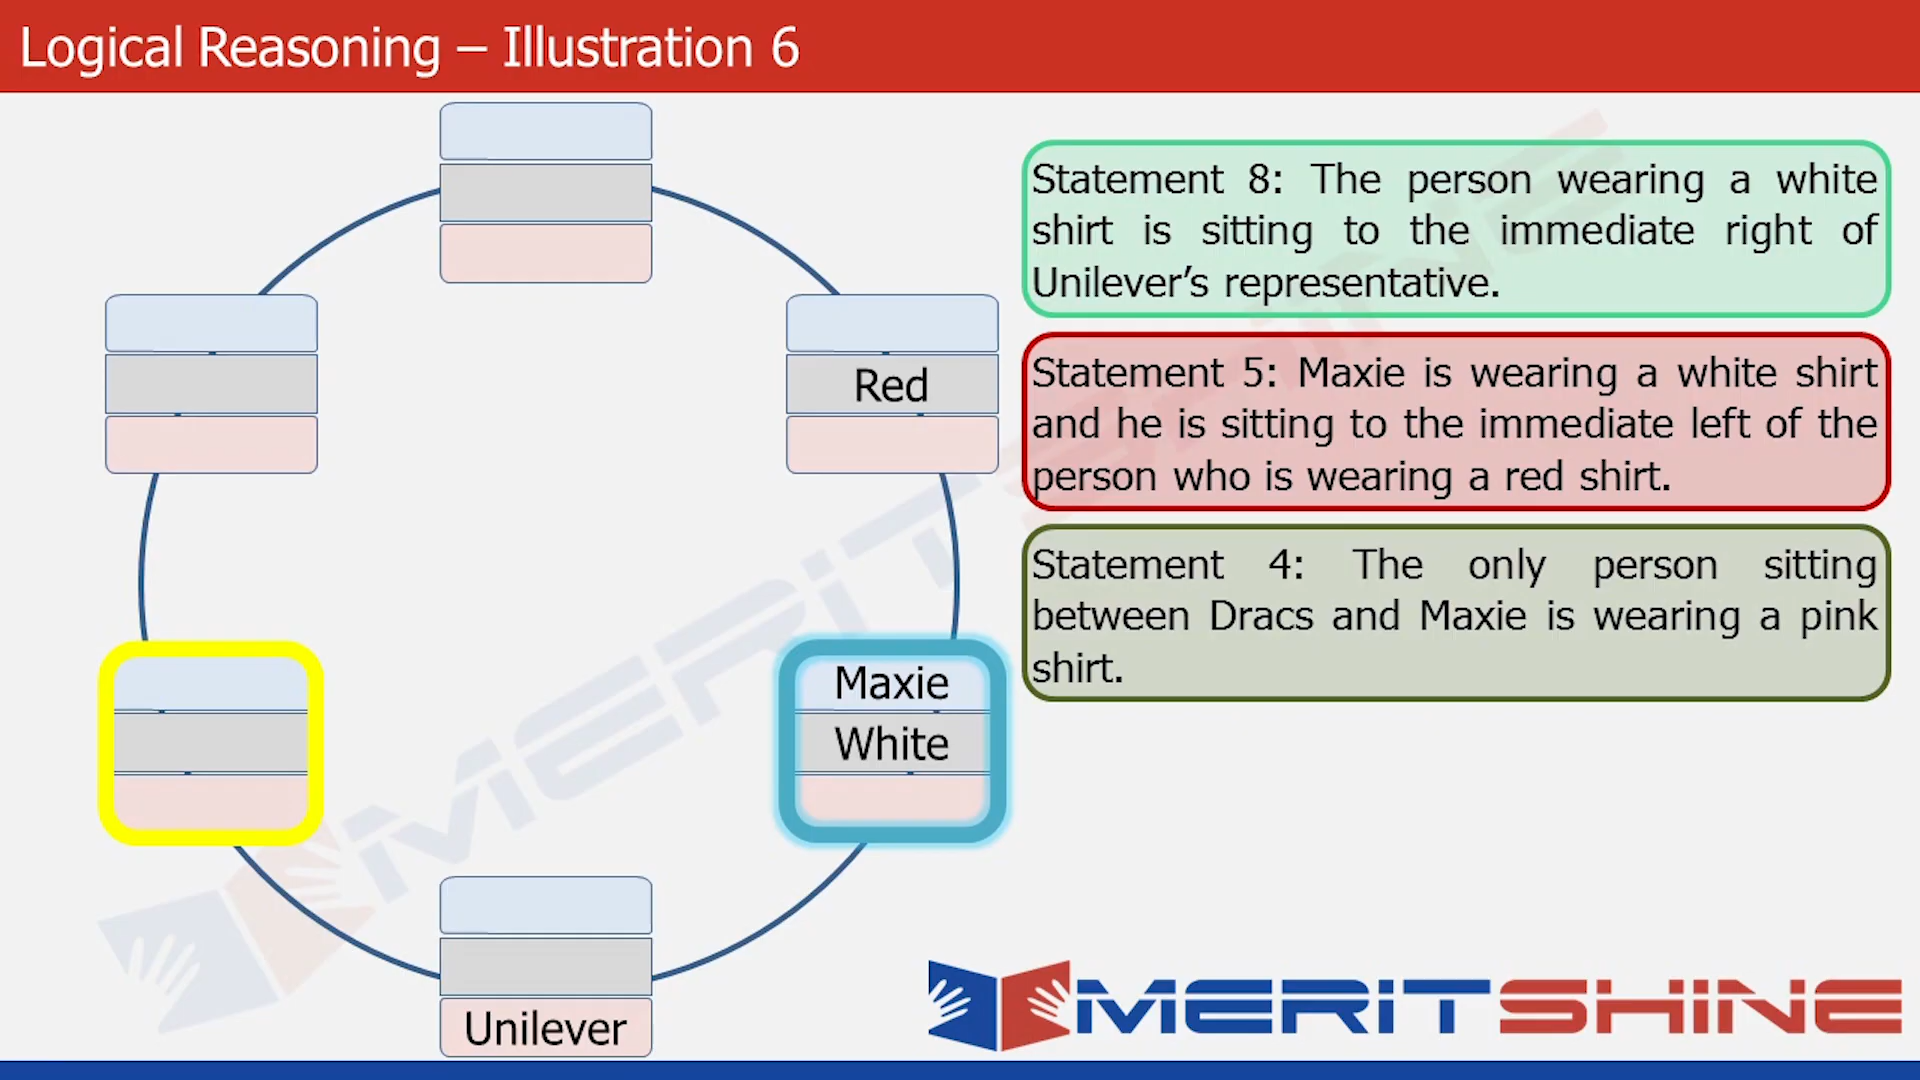 Logical Reasoning – Illustration 6
Red
Maxie
White
Unilever
Statement 8: The person wearing a white
shirt is sitting to the immediate right of
Unilever’s representative.
Statement 5: Maxie is wearing a white shirt
and he is sitting to the immediate left of the
person who is wearing a red shirt.
Statement 4: The only person sitting
between Dracs and Maxie is wearing a pink
shirt.
MERITSHINE
MERITSHINE